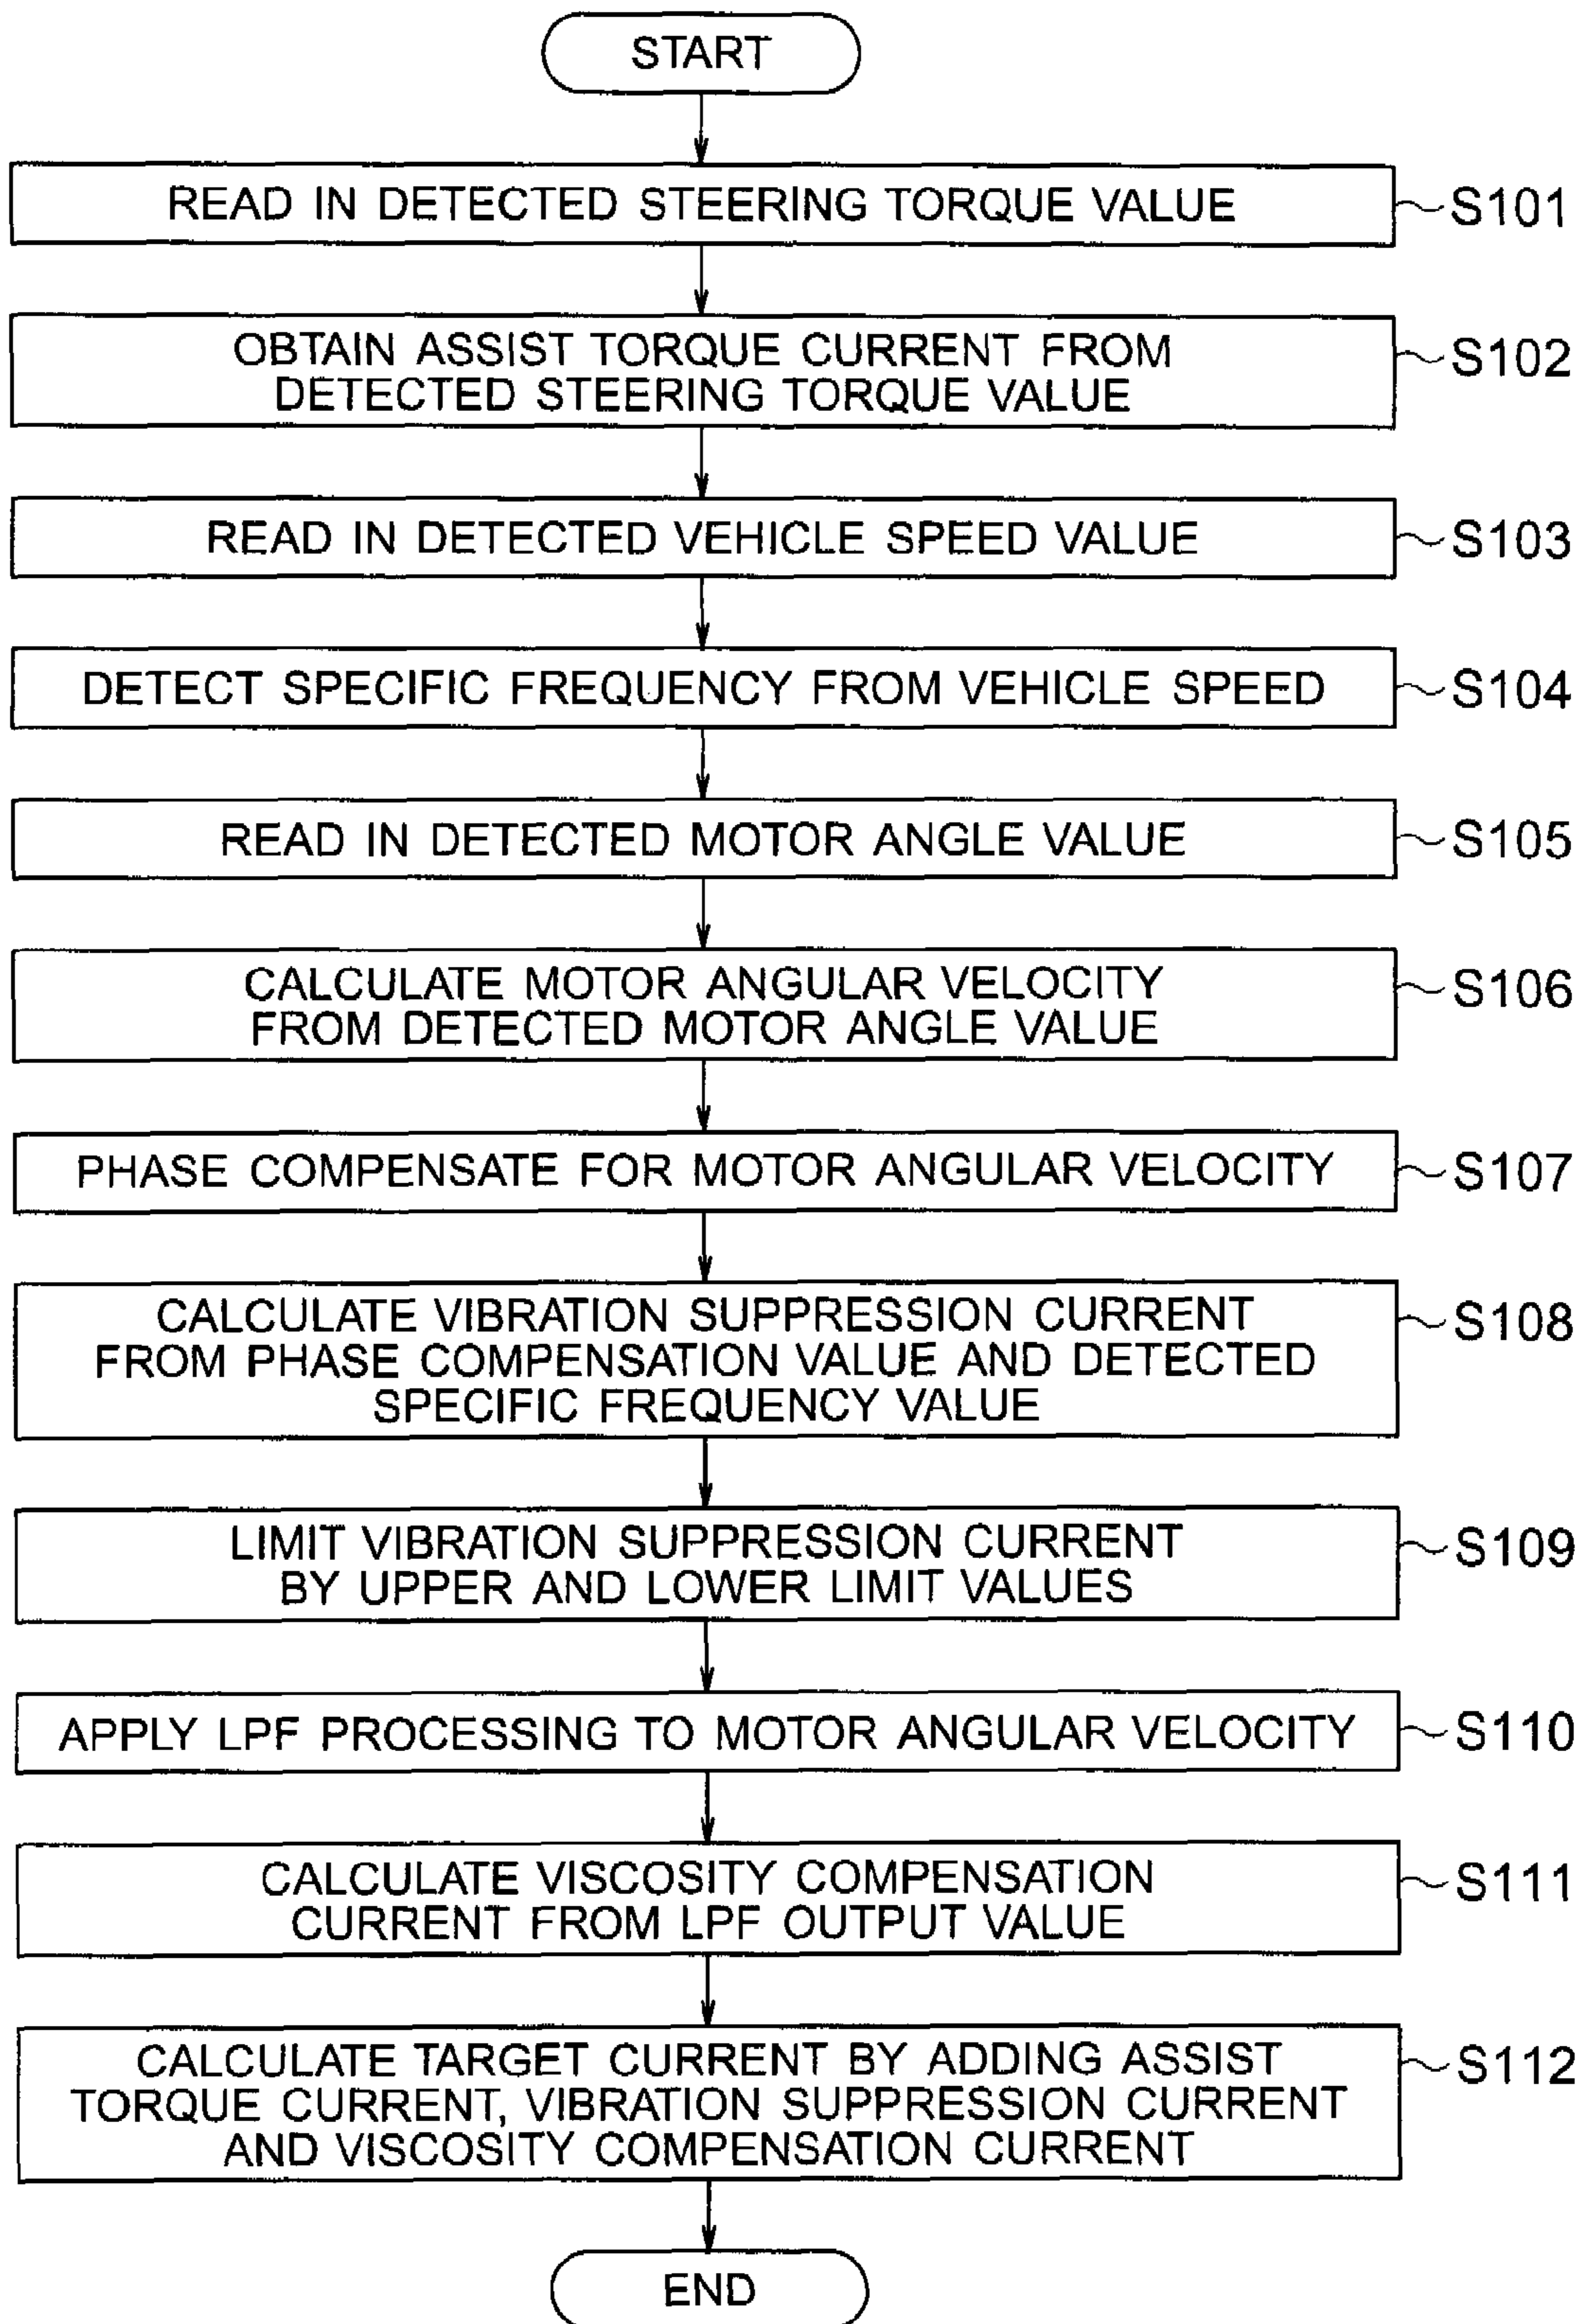 START
READ IN DETECTED STEERING TORQUE VALUE
S101
OBTAIN ASSIST TORQUE CURRENT FROM
DETECTED STEERING TORQUE VALUE
S102
READ IN DETECTED VEHICLE SPEED VALUE
S103
DETECT SPECIFIC FREQUENCY FROM VEHICLE SPEED
S104
READ IN DETECTED MOTOR ANGLE VALUE
S105
CALCULATE MOTOR ANGULAR VELOCITY
FROM DETECTED MOTOR ANGLE VALUE
S106
PHASE COMPENSATE FOR MOTOR ANGULAR VELOCITY
S107
CALCULATE VIBRATION SUPPRESSION CURRENT
FROM PHASE COMPENSATION VALUE AND DETECTED
SPECIFIC FREQUENCY VALUE
S108
LIMIT VIBRATION SUPPRESSION CURRENT
BY UPPER AND LOWER LIMIT VALUES
S109
APPLY LPF PROCESSING TO MOTOR ANGULAR VELOCITY
S110
CALCULATE VISCOSITY COMPENSATION
CURRENT FROM LPF OUTPUT VALUE
S111
CALCULATE TARGET CURRENT BY ADDING ASSIST
TORQUE CURRENT, VIBRATION SUPPRESSION CURRENT
AND VISCOSITY COMPENSATION CURRENT
S112
END